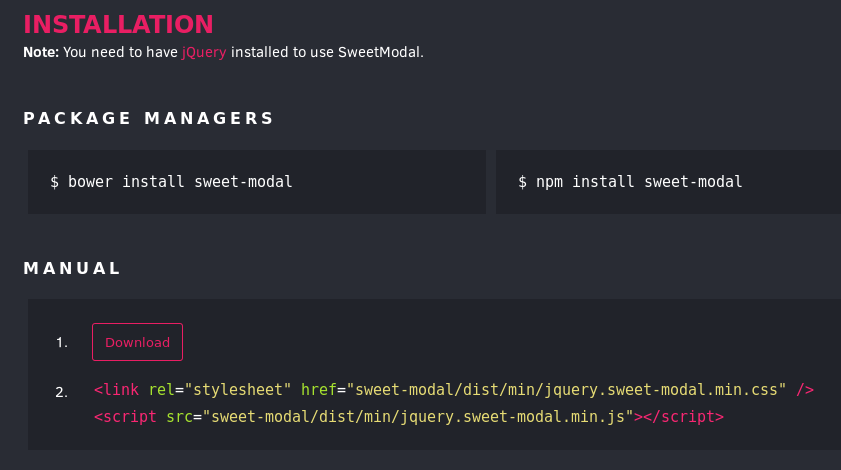 INSTALLATION
Note: You need to have jQuery installed to use SweetModal.
PACKAGE MANAGERS
$ bower install sweet-modal
$ npm install sweet-modal
MANUAL
1. Download
2. <link rel="stylesheet" href="sweet-modal/dist/min/jquery.sweet-modal.min.css" />
<script src="sweet-modal/dist/min/jquery.sweet-modal.min.js"></script>